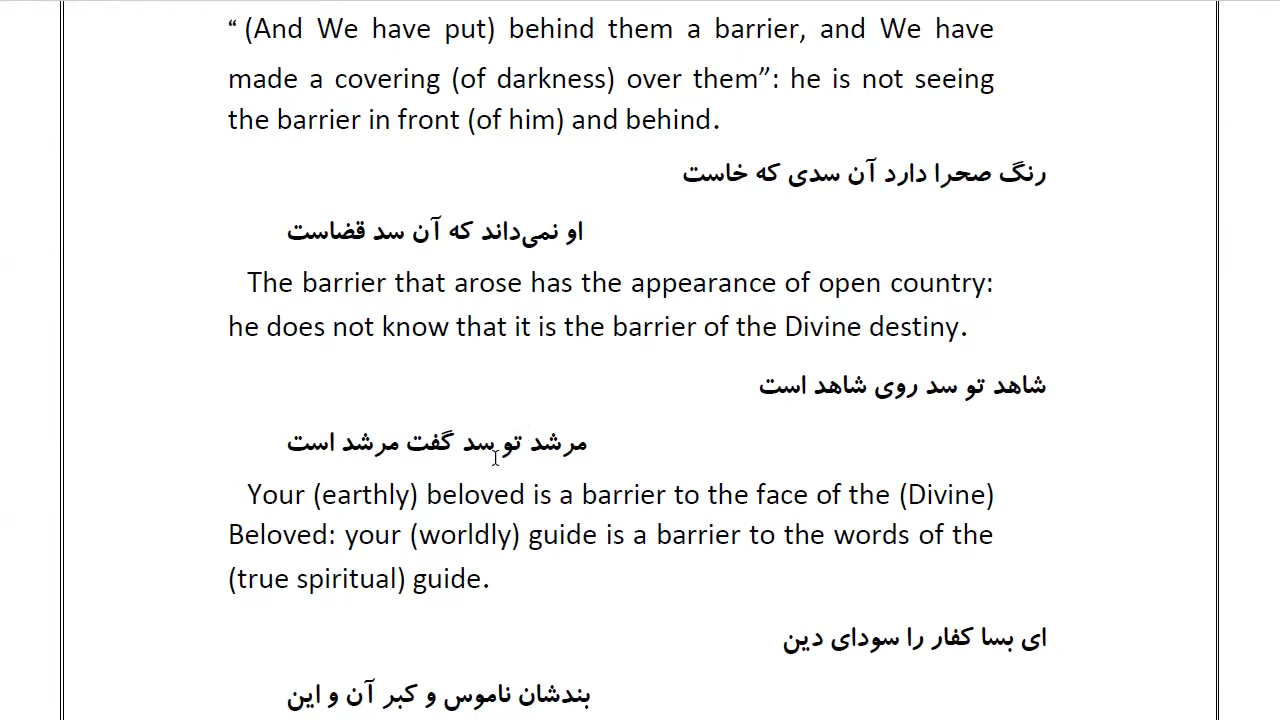 “ (And We have put) behind them a barrier, and We have
made a covering (of darkness) over them”: he is not seeing
the barrier in front (of him) and behind.
رنگ صحرا دارد آن سدی که خاست
او نمی‌داند که آن سد قضاست
The barrier that arose has the appearance of open country:
he does not know that it is the barrier of the Divine destiny.
شاهد تو سد روی شاهد است
مرشد تو سد گفت مرشد است
Your (earthly) beloved is a barrier to the face of the (Divine)
Beloved: your (worldly) guide is a barrier to the words of the
(true spiritual) guide.
ای بسا کفار را سودای دین
بندشان ناموس و کبر آن و این